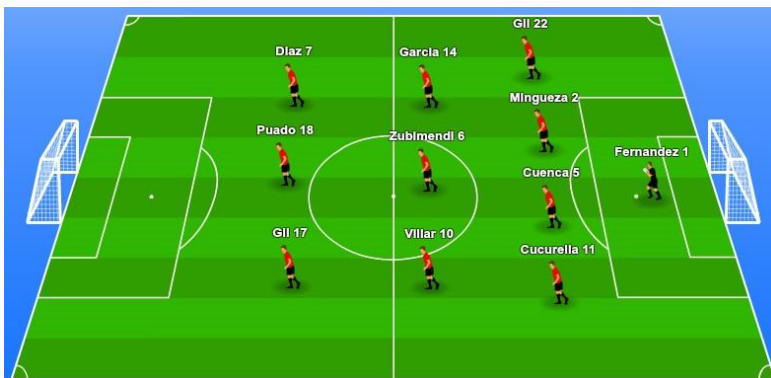 Gil 22
Diaz 7
Garcia 14
Mingueza 2
Puado 18
Zubimendi 6
Fernandez 1
Cuenca 5
Gil 17
Villar 10
Cucurella 11